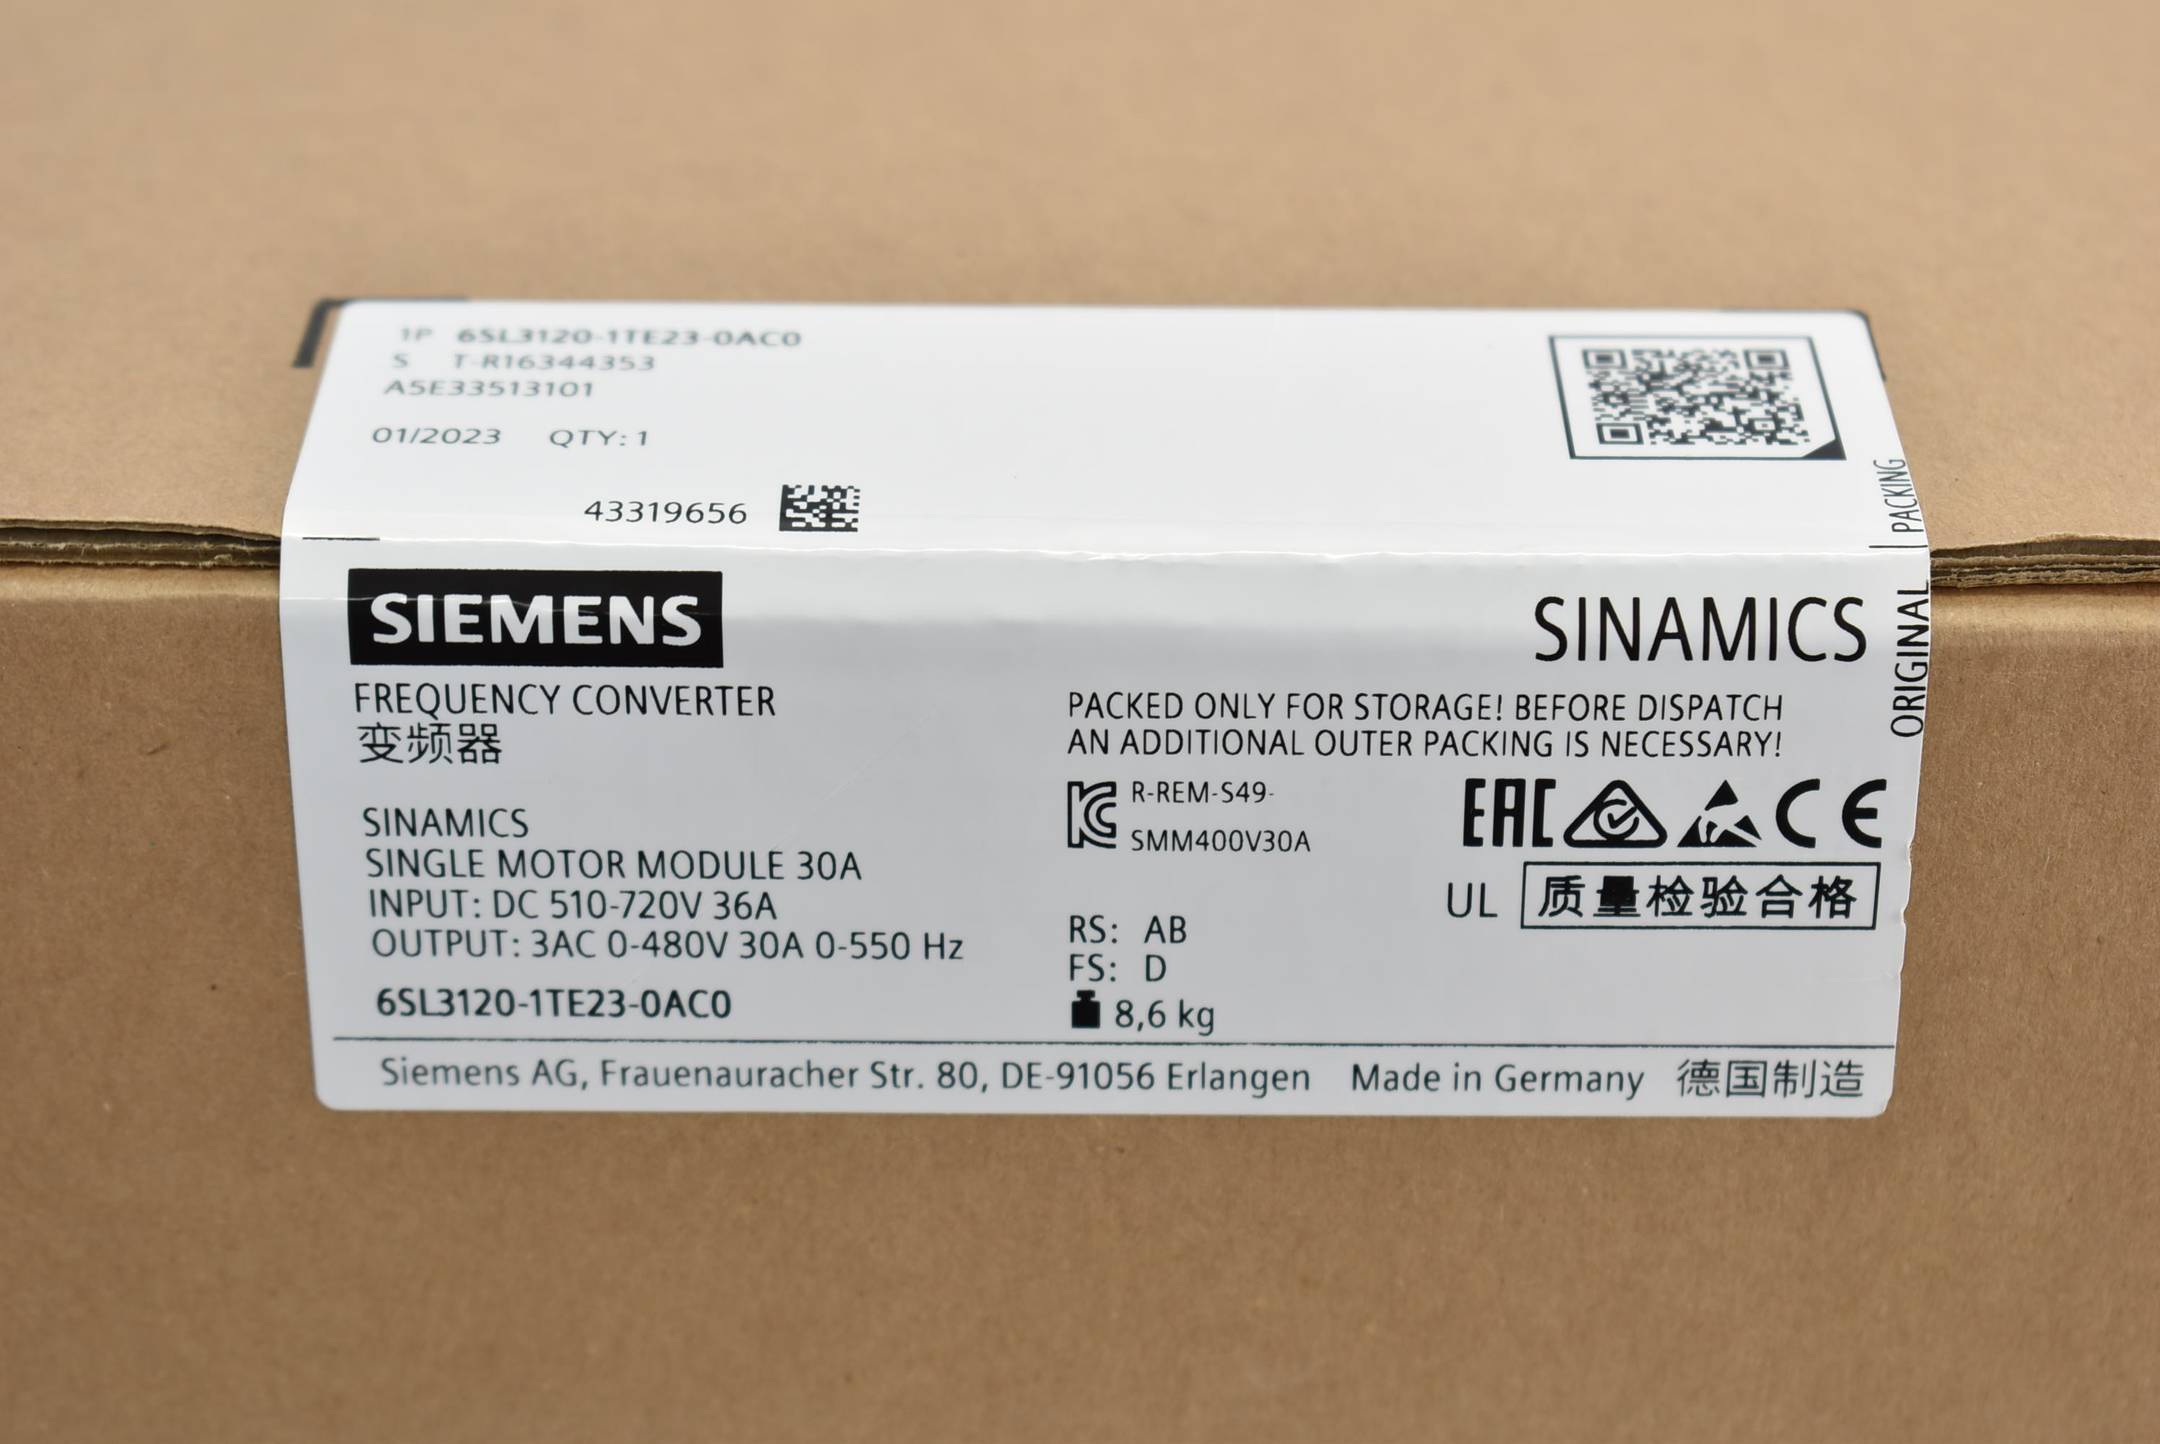 1P 6SL3120-1TE23-0AC0
S T-R16344353
A5E33513101
01/2023 QTY: 1
43319656
ORIGINAL PACKING
SIEMENS
SINAMICS
FREQUENCY CONVERTER
变频器
PACKED ONLY FOR STORAGE! BEFORE DISPATCH
AN ADDITIONAL OUTER PACKING IS NECESSARY!
R-REM-S49-
SMM400V30A
EAC
CE
UL 质量检验合格
SINAMICS
SINGLE MOTOR MODULE 30A
INPUT: DC 510-720V 36A
OUTPUT: 3AC 0-480V 30A 0-550 Hz
6SL3120-1TE23-0AC0
RS: AB
FS: D
8,6 kg
Siemens AG, Frauenauracher Str. 80, DE-91056 Erlangen Made in Germany 德国制造